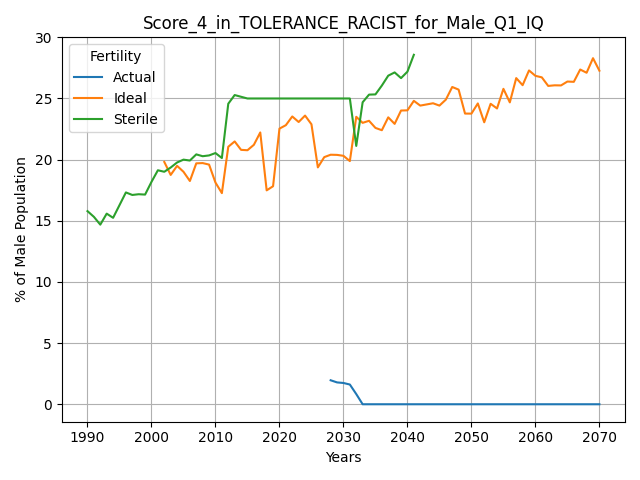 Score_4_in_TOLERANCE_RACIST_for_Male_Q1_IQ
Fertility
Actual
Ideal
Sterile
% of Male Population
30
25
20
15
10
5
0
1990 2000 2010 2020 2030 2040 2050 2060 2070
Years